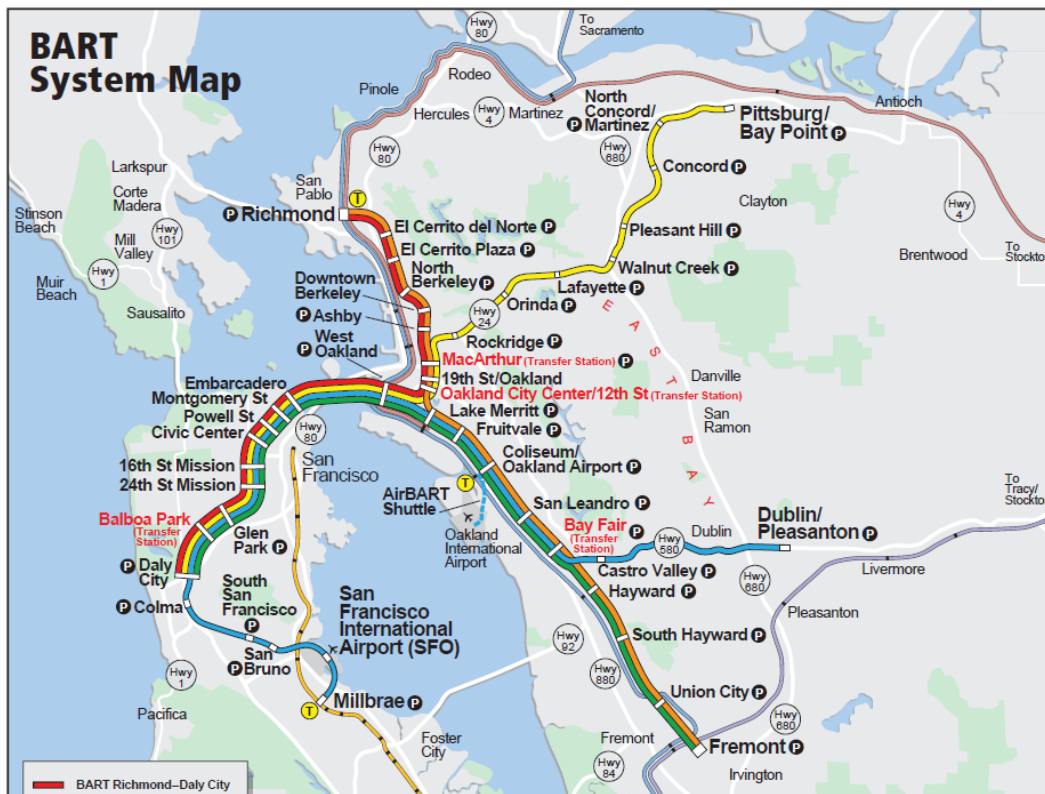 BART
System Map
Hwy
80
To
Sacramento
Rodeo
Pinole
Hercules
Hwy
4
Martinez
North
Concord/
Martinez P
Antioch
Pittsburg/
Bay Point P
Hwy
80
Hwy
680
Concord P
Larkspur
Corte
Madera
San
Pablo
T
Clayton
Hwy
4
Stinson
Beach
Mill
Valley
Hwy
101
P Richmond
El Cerrito del Norte P
El Cerrito Plaza P
Pleasant Hill P
Brentwood
To
Stockton
Hwy
1
Muir
Beach
North
Berkeley P
Walnut Creek P
Lafayette P
Downtown
Berkeley
Orinda P
Sausalito
P Ashby
Hwy
24
EAST BAY
West
P Oakland
Rockridge P
MacArthur (Transfer Station) P
19th St/Oakland
Oakland City Center/12th St (Transfer Station)
Danville
Embarcadero
Montgomery St
Powell St
Civic Center
Lake Merritt P
Fruitvale P
San
Ramon
Hwy
80
San
Francisco
Coliseum/
Oakland Airport P
16th St Mission
24th St Mission
T
AirBART
Shuttle
San Leandro P
To
Tracy/
Stockton
Balboa Park
(Transfer
Station)
Glen
Park P
Oakland
International
Airport
Bay Fair P
(Transfer
Station)
Dublin
Dublin/
Pleasanton P
Hwy
580
P Daly
City
Castro Valley P
Hwy
680
Livermore
P Colma
South
San
Francisco
P
San
Francisco
International
Airport (SFO)
Hayward P
Pleasanton
South Hayward P
Hwy
92
Hwy
1
San
P Bruno
Hwy
880
Millbrae P
T
Union City P
Hwy
680
Pacifica
Foster
City
Fremont
Fremont P
Hwy
84
Irvington
BART Richmond–Daly City